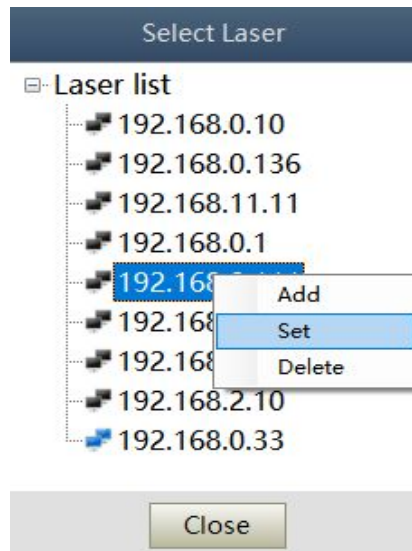 Select Laser
Laser list
192.168.0.10
192.168.0.136
192.168.11.11
192.168.0.1
Add
Set
Delete
192.168.2.10
192.168.0.33
Close